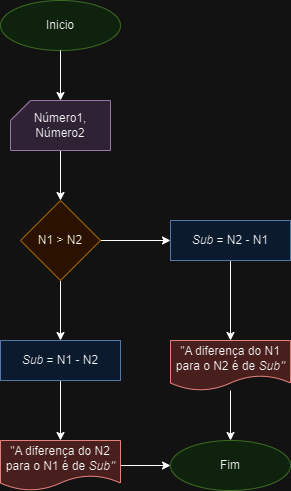 Inicio
Número1,
Número2
N1 > N2
Sub = N2 - N1
"A diferença do N1
para o N2 é de Sub"
Sub = N1 - N2
"A diferença do N2
para o N1 é de Sub"
Fim